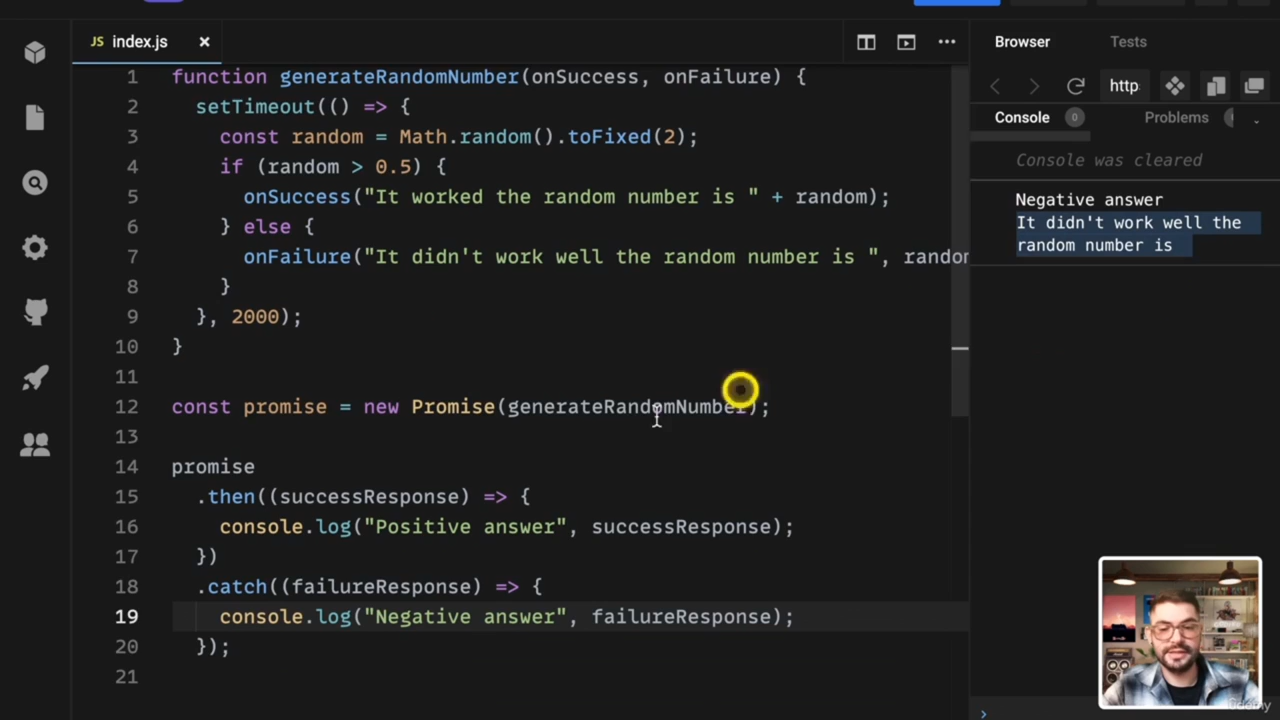 JS index.js ×
Browser
Tests
http
Console 0
Problems
Console was cleared
Negative answer
It didn't work well the
random number is
1 function generateRandomNumber(onSuccess, onFailure) {
2 setTimeout(() => {
3 const random = Math.random().toFixed(2);
4 if (random > 0.5) {
5 onSuccess("It worked the random number is " + random);
6 } else {
7 onFailure("It didn't work well the random number is ", randon
8 }
9 }, 2000);
10 }
11
12 const promise = new Promise(generateRandomNumber);
13
14 promise
15 .then((successResponse) => {
16 console.log("Positive answer", successResponse);
17 })
18 .catch((failureResponse) => {
19 console.log("Negative answer", failureResponse);
20 });
21
Udemy